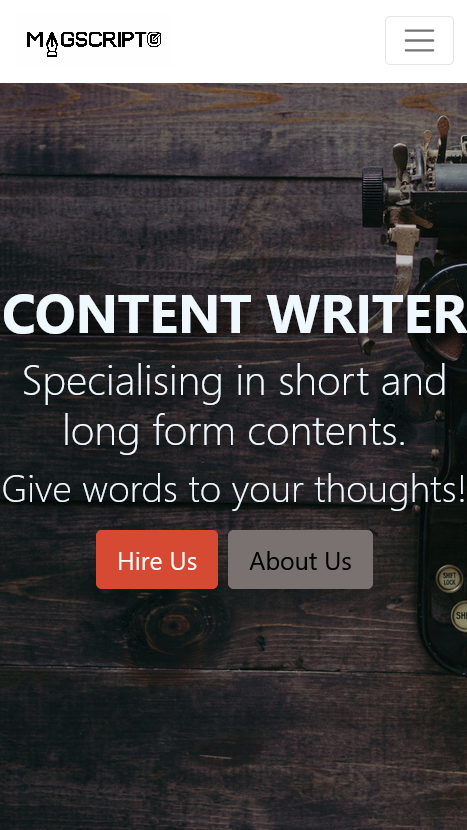 MAGSCRIPTO
CONTENT WRITER
Specialising in short and
long form contents.
Give words to your thoughts!
Hire Us
About Us
SHIFT
LOCK